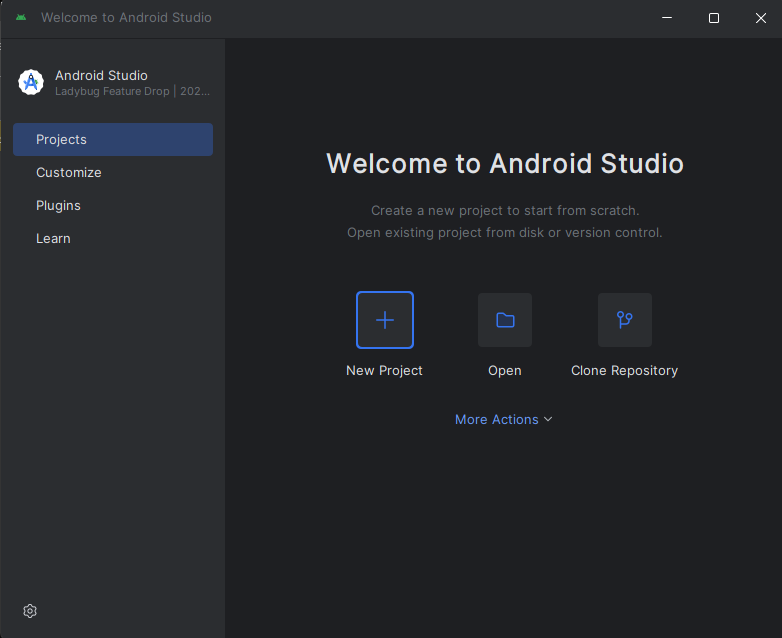 Welcome to Android Studio
Android Studio
Ladybug Feature Drop | 202...
Projects
Customize
Plugins
Learn
Welcome to Android Studio
Create a new project to start from scratch.
Open existing project from disk or version control.
New Project
Open
Clone Repository
More Actions